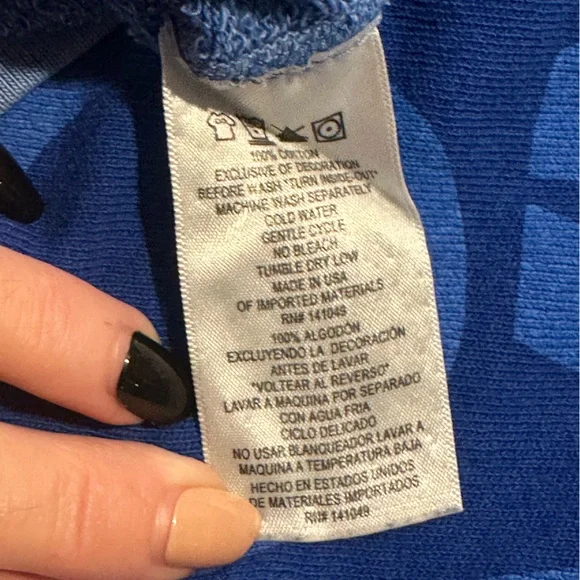 100% COTTON
EXCLUSIVE OF DECORATION
BEFORE WASH "TURN INSIDE-OUT"
MACHINE WASH SEPARATELY
COLD WATER
GENTLE CYCLE
NO BLEACH
TUMBLE DRY LOW
MADE IN USA
OF IMPORTED MATERIALS
RN# 141049
100% ALGODÓN
EXCLUYENDO LA DECORACIÓN
ANTES DE LAVAR
"VOLTEAR AL REVERSO"
LAVAR A MAQUINA POR SEPARADO
CON AGUA FRIA
CICLO DELICADO
NO USAR BLANQUEADOR LAVAR A
MAQUINA A TEMPERATURA BAJA
HECHO EN ESTADOS UNIDOS
DE MATERIALES IMPORTADOS
RN# 141049